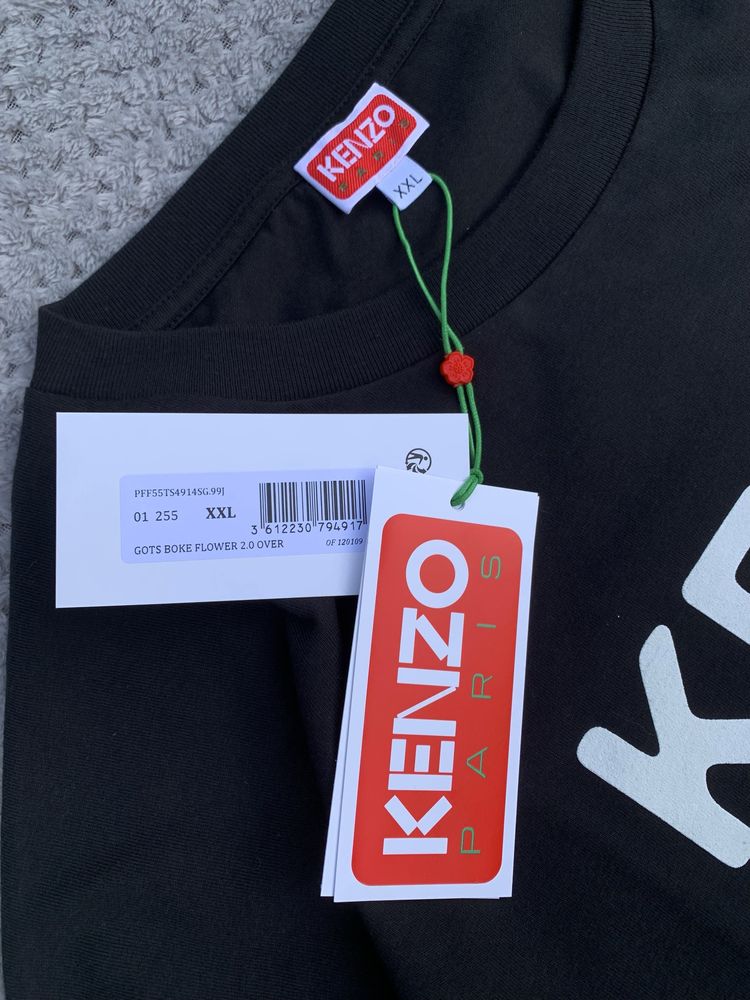 KENZO
PARIS
XXL
PFF55TS4914SG.99J
01 255 XXL
3 612230 794917
GOTS BOKE FLOWER 2.0 OVER
OF 120109
KENZO
PARIS